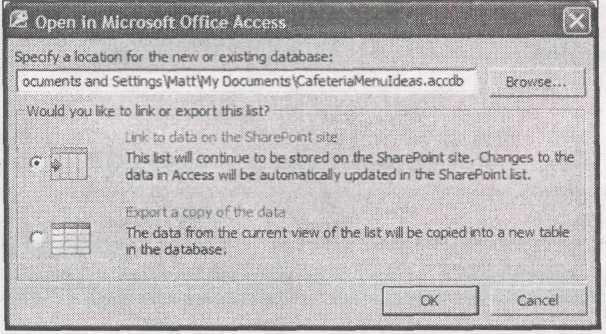 Open in Microsoft Office Access
Specify a location for the new or existing database:
ocuments and Settings\Matt\My Documents\CafeteriaMenuIdeas.accdb
Browse...
Would you like to link or export this list?
Link to data on the SharePoint site
This list will continue to be stored on the SharePoint site. Changes to the
data in Access will be automatically updated in the SharePoint list.
Export a copy of the data
The data from the current view of the list will be copied into a new table
in the database.
OK Cancel